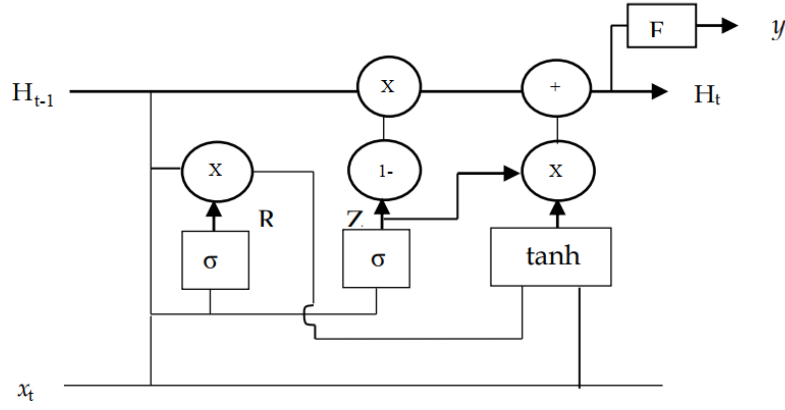 F y
H_{t-1} X + H_t
X 1- X
R Z
σ σ tanh
x_t